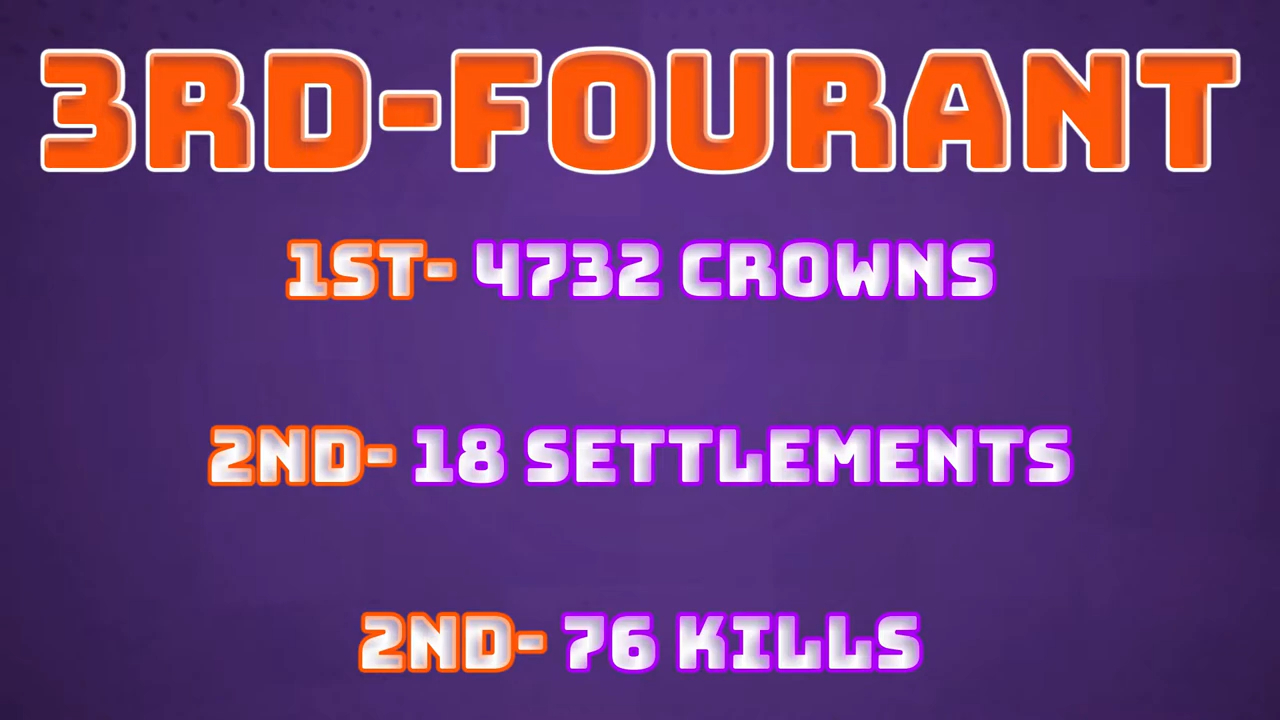 3RD-FOURANT
1ST- 4732 CROWNS
2ND- 18 SETTLEMENTS
2ND- 76 KILLS